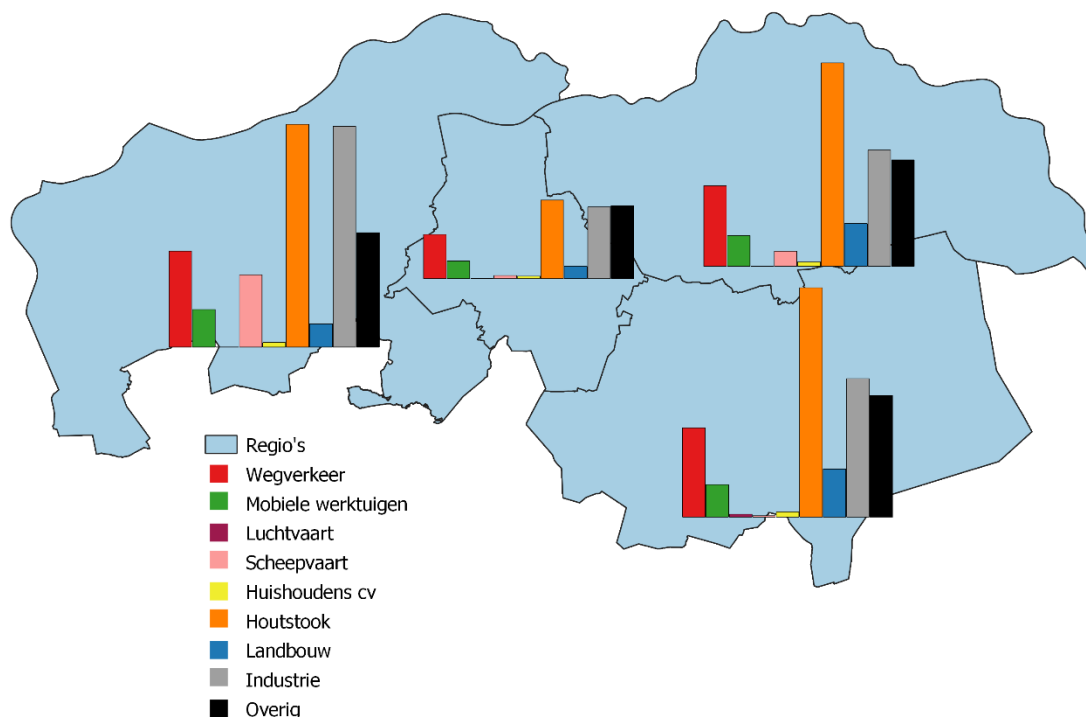 Regio's
Wegverkeer
Mobiele werktuigen
Luchtvaart
Scheepvaart
Huishoudens cv
Houtstook
Landbouw
Industrie
Overig